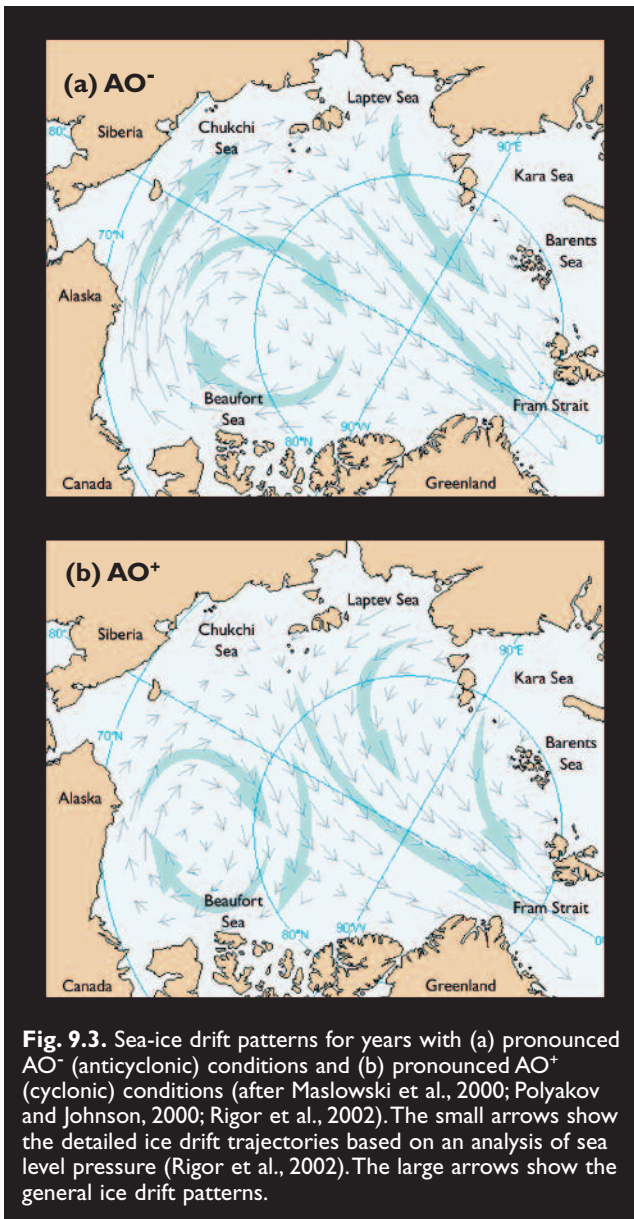 (a) AO-
Laptev Sea
Siberia
Chukchi
Sea
80°
90°E
Kara Sea
70°N
Barents
Sea
Alaska
Beaufort
Sea
Fram Strait
90°W
80°N
0°
Canada
Greenland
(b) AO+
Laptev Sea
Siberia
Chukchi
Sea
80°
90°E
Kara Sea
70°N
Barents
Sea
Alaska
Beaufort
Sea
Fram Strait
90°W
80°N
0°
Canada
Greenland
Fig. 9.3. Sea-ice drift patterns for years with (a) pronounced
AO- (anticyclonic) conditions and (b) pronounced AO+
(cyclonic) conditions (after Maslowski et al., 2000; Polyakov
and Johnson, 2000; Rigor et al., 2002). The small arrows show
the detailed ice drift trajectories based on an analysis of sea
level pressure (Rigor et al., 2002). The large arrows show the
general ice drift patterns.